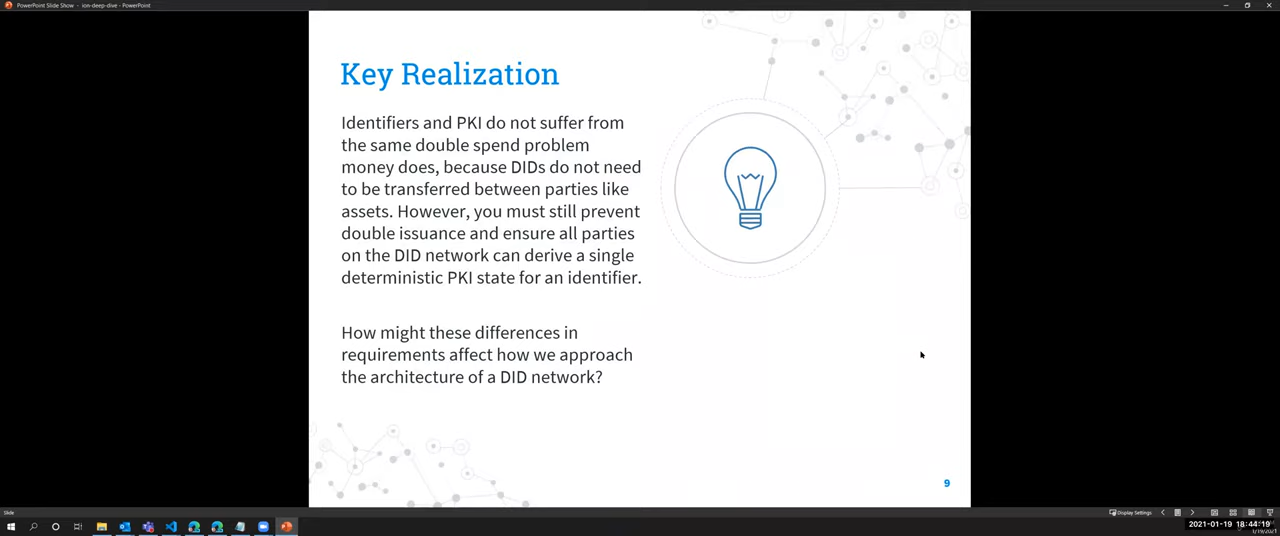 PowerPoint Slide Show - ion-deep-dive - PowerPoint
Key Realization
Identifiers and PKI do not suffer from
the same double spend problem
money does, because DIDs do not need
to be transferred between parties like
assets. However, you must still prevent
double issuance and ensure all parties
on the DID network can derive a single
deterministic PKI state for an identifier.
How might these differences in
requirements affect how we approach
the architecture of a DID network?
9
Slide
Display Settings
2021-01-19 18:44:19
1/19/2021